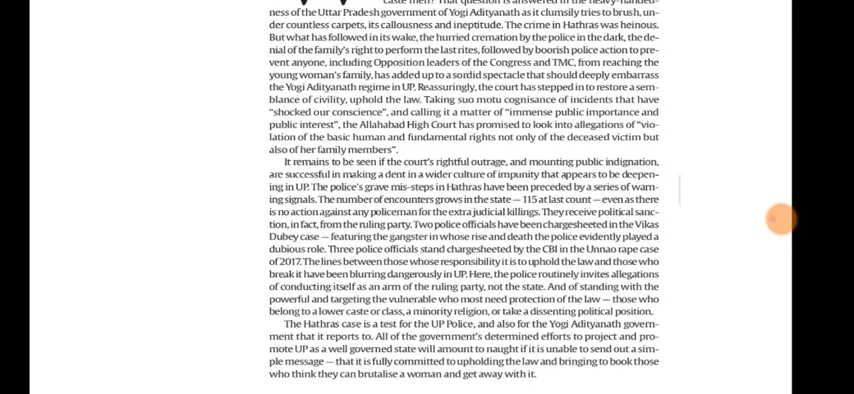 caste men? That question is answered in the heavy-handed-
ness of the Uttar Pradesh government of Yogi Adityanath as it clumsily tries to brush, un-
der countless carpets, its callousness and ineptitude. The crime in Hathras was heinous.
But what has followed in its wake, the hurried cremation by the police in the dark, the de-
nial of the family's right to perform the last rites, followed by boorish police action to pre-
vent anyone, including Opposition leaders of the Congress and TMC, from reaching the
young woman's family, has added up to a sordid spectacle that should deeply embarrass
the Yogi Adityanath regime in UP. Reassuringly, the court has stepped in to restore a sem-
blance of civility, uphold the law. Taking suo motu cognisance of incidents that have
“shocked our conscience”, and calling it a matter of “immense public importance and
public interest”, the Allahabad High Court has promised to look into allegations of “vio-
lation of the basic human and fundamental rights not only of the deceased victim but
also of her family members”.
It remains to be seen if the court's rightful outrage, and mounting public indignation,
are successful in making a dent in a wider culture of impunity that appears to be deepen-
ing in UP. The police's grave mis-steps in Hathras have been preceded by a series of warn-
ing signals. The number of encounters grows in the state — 115 at last count — even as there
is no action against any policeman for the extra judicial killings. They receive political sanc-
tion, in fact, from the ruling party. Two police officials have been chargesheeted in the Vikas
Dubey case — featuring the gangster in whose rise and death the police evidently played a
dubious role. Three police officials stand chargesheeted by the CBI in the Unnao rape case
of 2017. The lines between those whose responsibility it is to uphold the law and those who
break it have been blurring dangerously in UP. Here, the police routinely invites allegations
of conducting itself as an arm of the ruling party, not the state. And of standing with the
powerful and targeting the vulnerable who most need protection of the law — those who
belong to a lower caste or class, a minority religion, or take a dissenting political position.
The Hathras case is a test for the UP Police, and also for the Yogi Adityanath govern-
ment that it reports to. All of the government's determined efforts to project and pro-
mote UP as a well governed state will amount to naught if it is unable to send out a sim-
ple message — that it is fully committed to upholding the law and bringing to book those
who think they can brutalise a woman and get away with it.